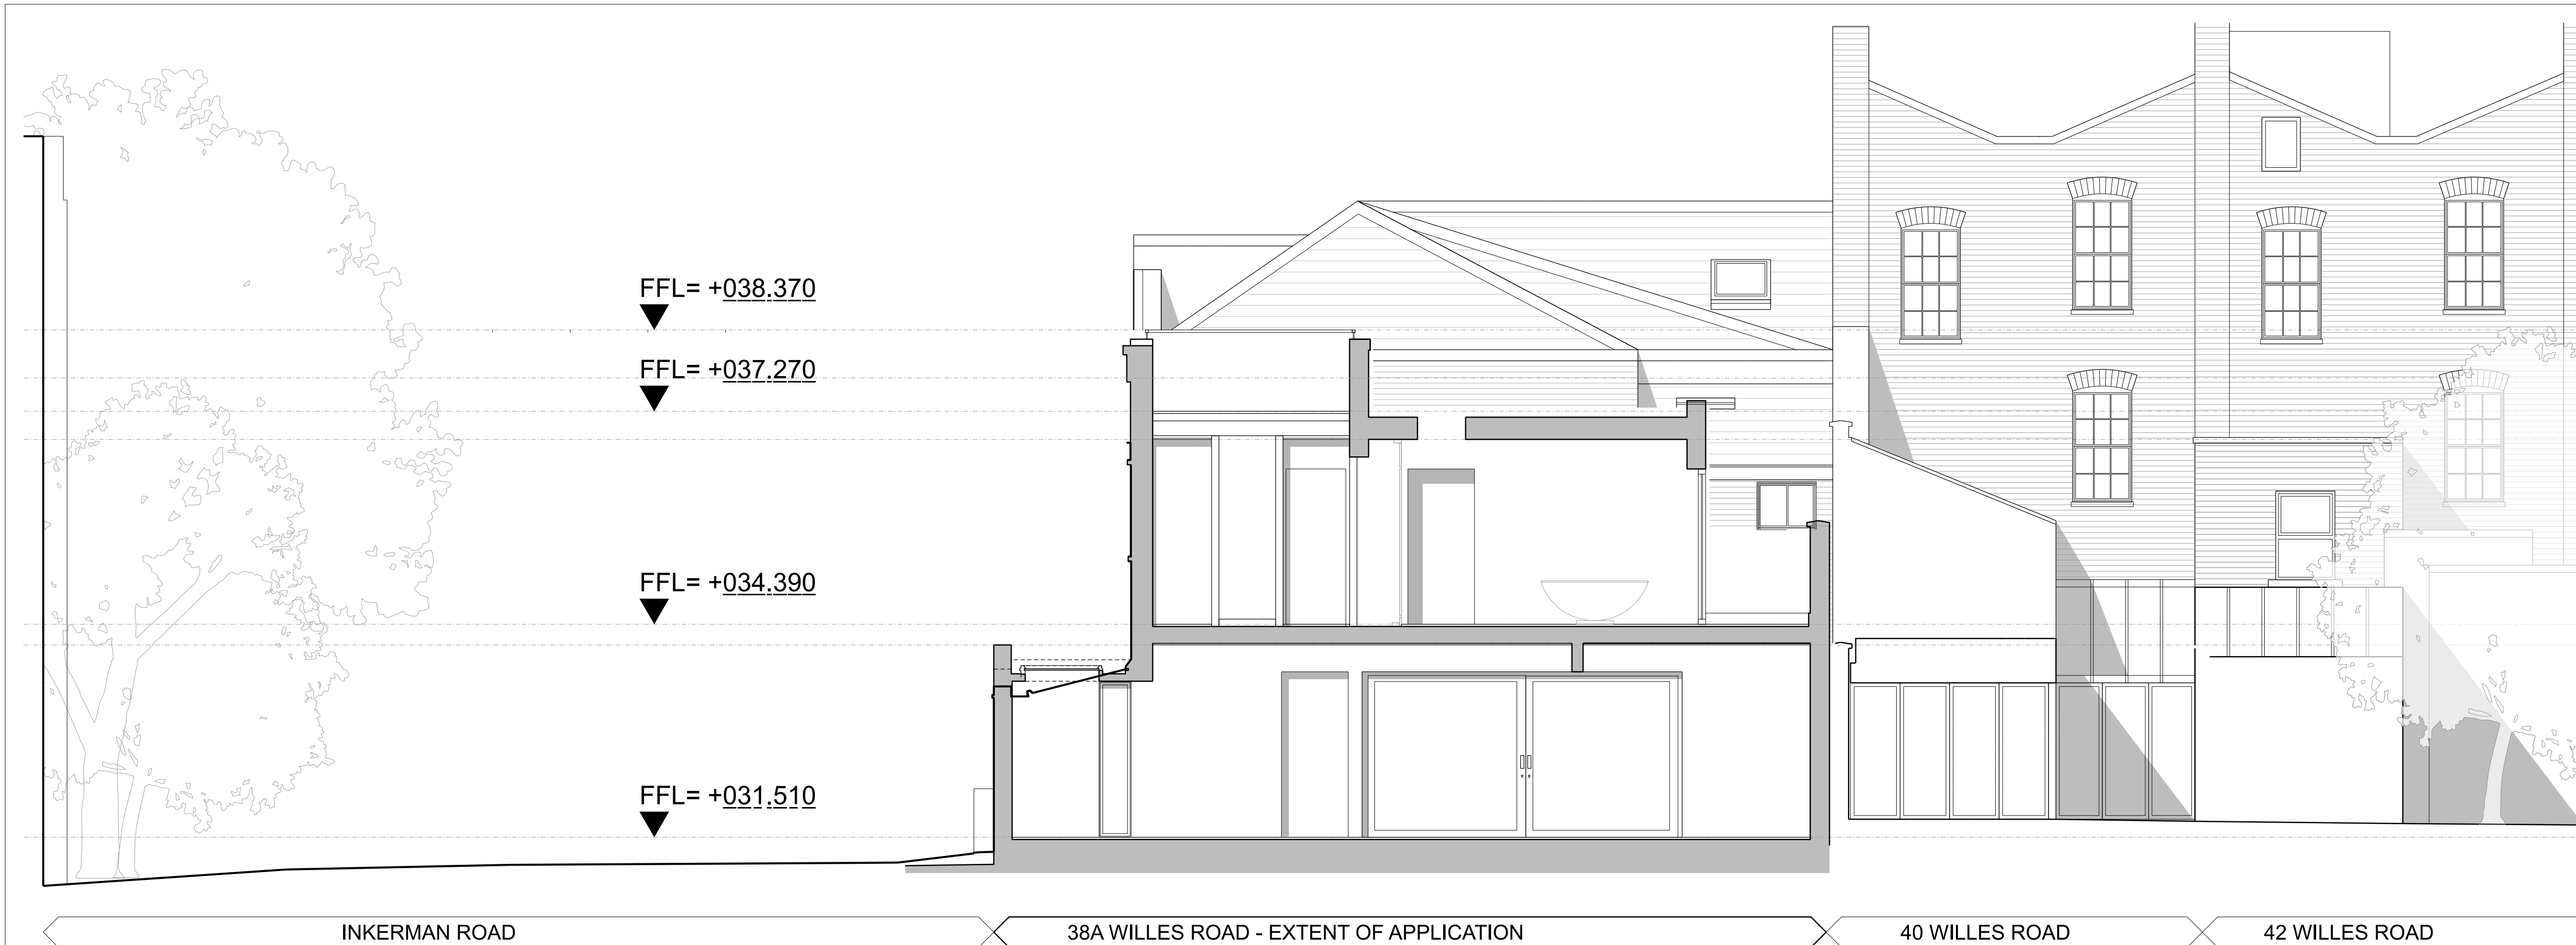 FFL= +038.370
FFL= +037.270
FFL= +034.390
FFL= +031.510
INKERMAN ROAD
38A WILLES ROAD - EXTENT OF APPLICATION
40 WILLES ROAD
42 WILLES ROAD